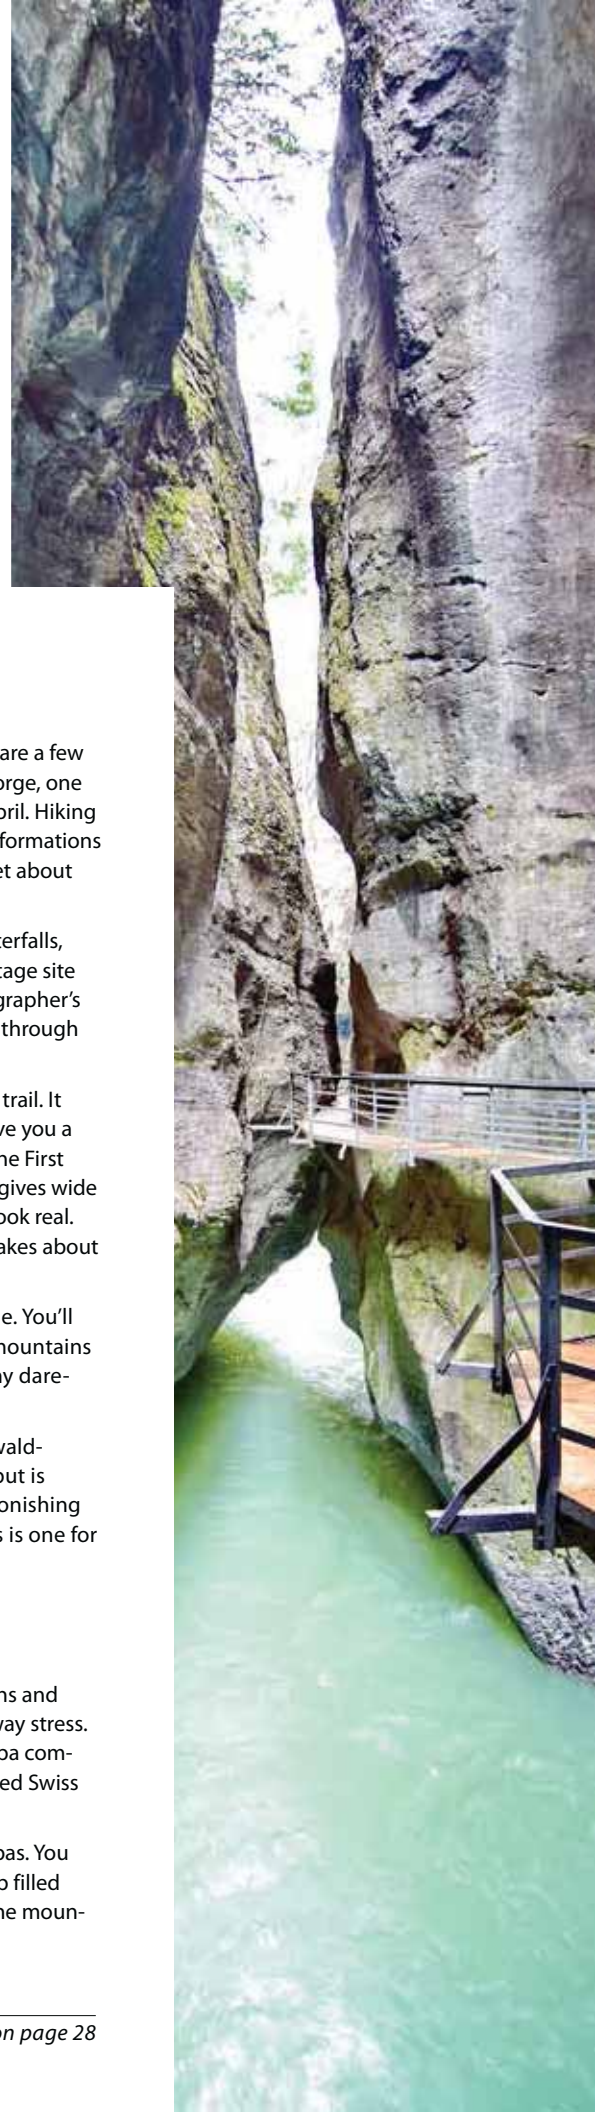 are a few
orge, one
pril. Hiking
formations
et about
terfalls,
tage site
grapher's
through
trail. It
ve you a
he First
gives wide
ook real.
akes about
e. You'll
mountains
ny dare-
wald-
out is
onishing
s is one for
ns and
way stress.
pa com-
ed Swiss
pas. You
o filled
he moun-
on page 28